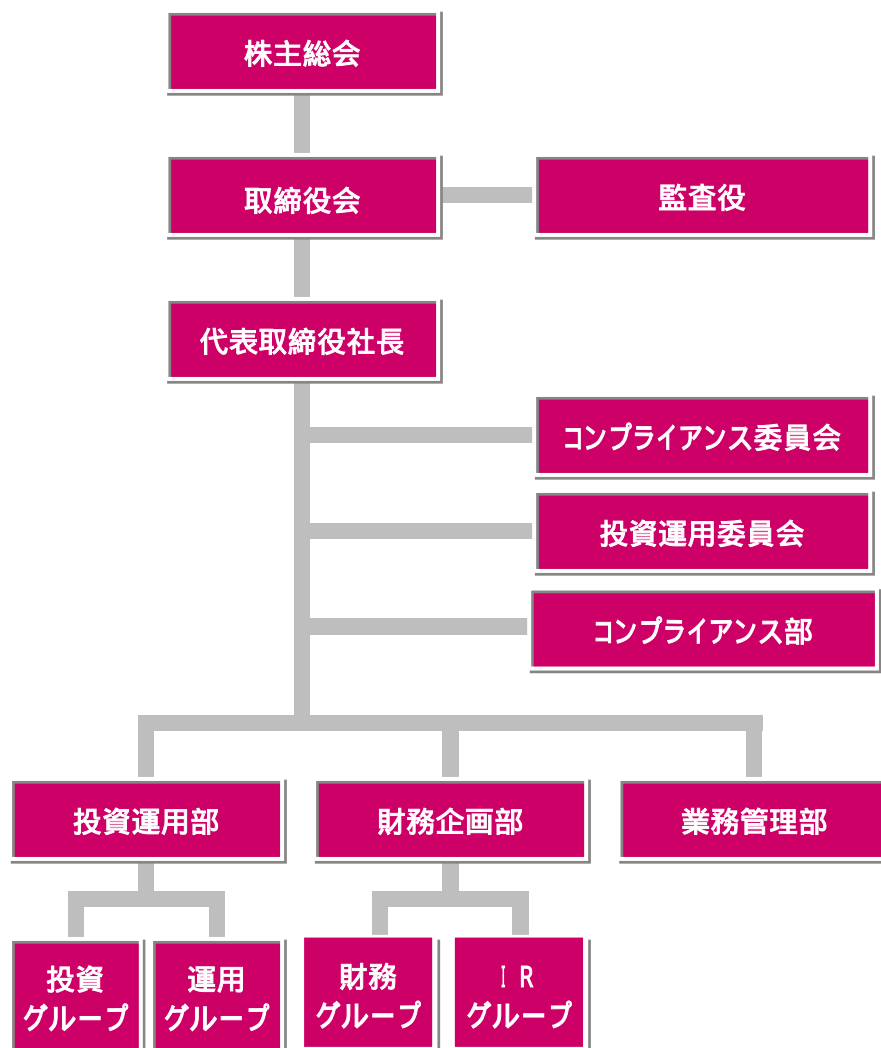 株主総会
取締役会
監査役
代表取締役社長
コンプライアンス委員会
投資運用委員会
コンプライアンス部
投資運用部
財務企画部
業務管理部
投資
グループ
運用
グループ
財務
グループ
ＩＲ
グループ